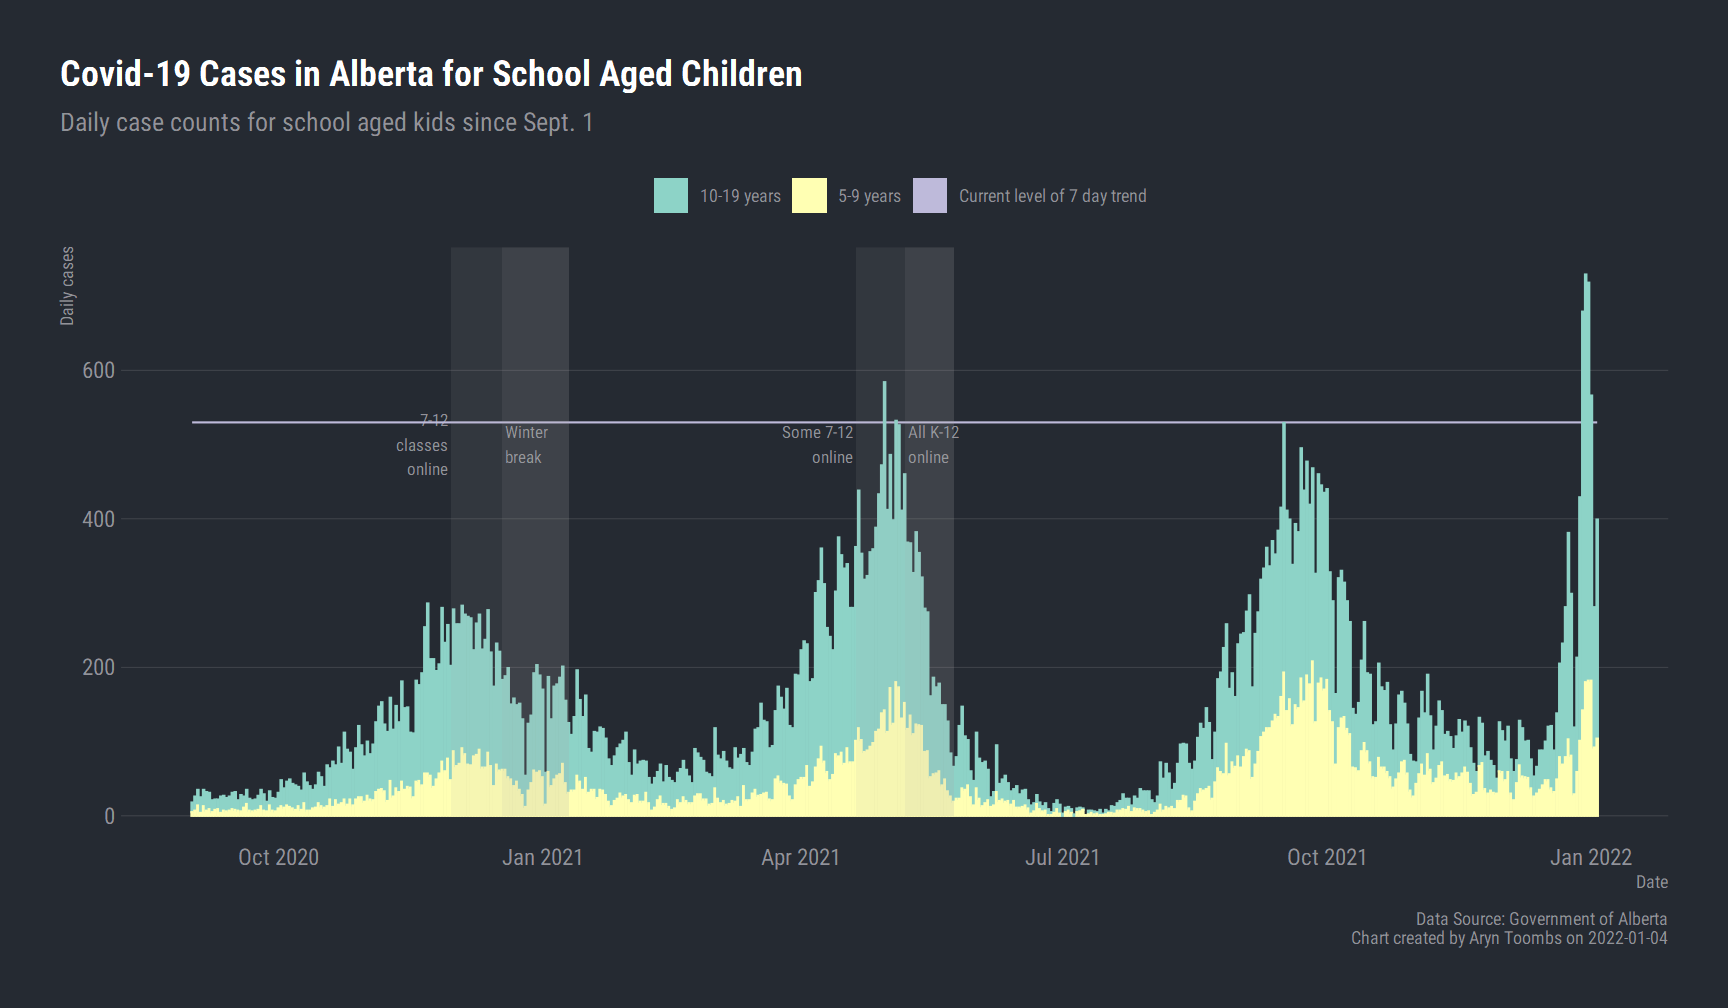 Covid-19 Cases in Alberta for School Aged Children
Daily case counts for school aged kids since Sept. 1
10-19 years
5-9 years
Current level of 7 day trend
Daily cases
600
400
200
0
7-12
classes
online
Winter
break
Some 7-12
online
All K-12
online
Oct 2020
Jan 2021
Apr 2021
Jul 2021
Oct 2021
Jan 2022
Date
Data Source: Government of Alberta
Chart created by Aryn Toombs on 2022-01-04